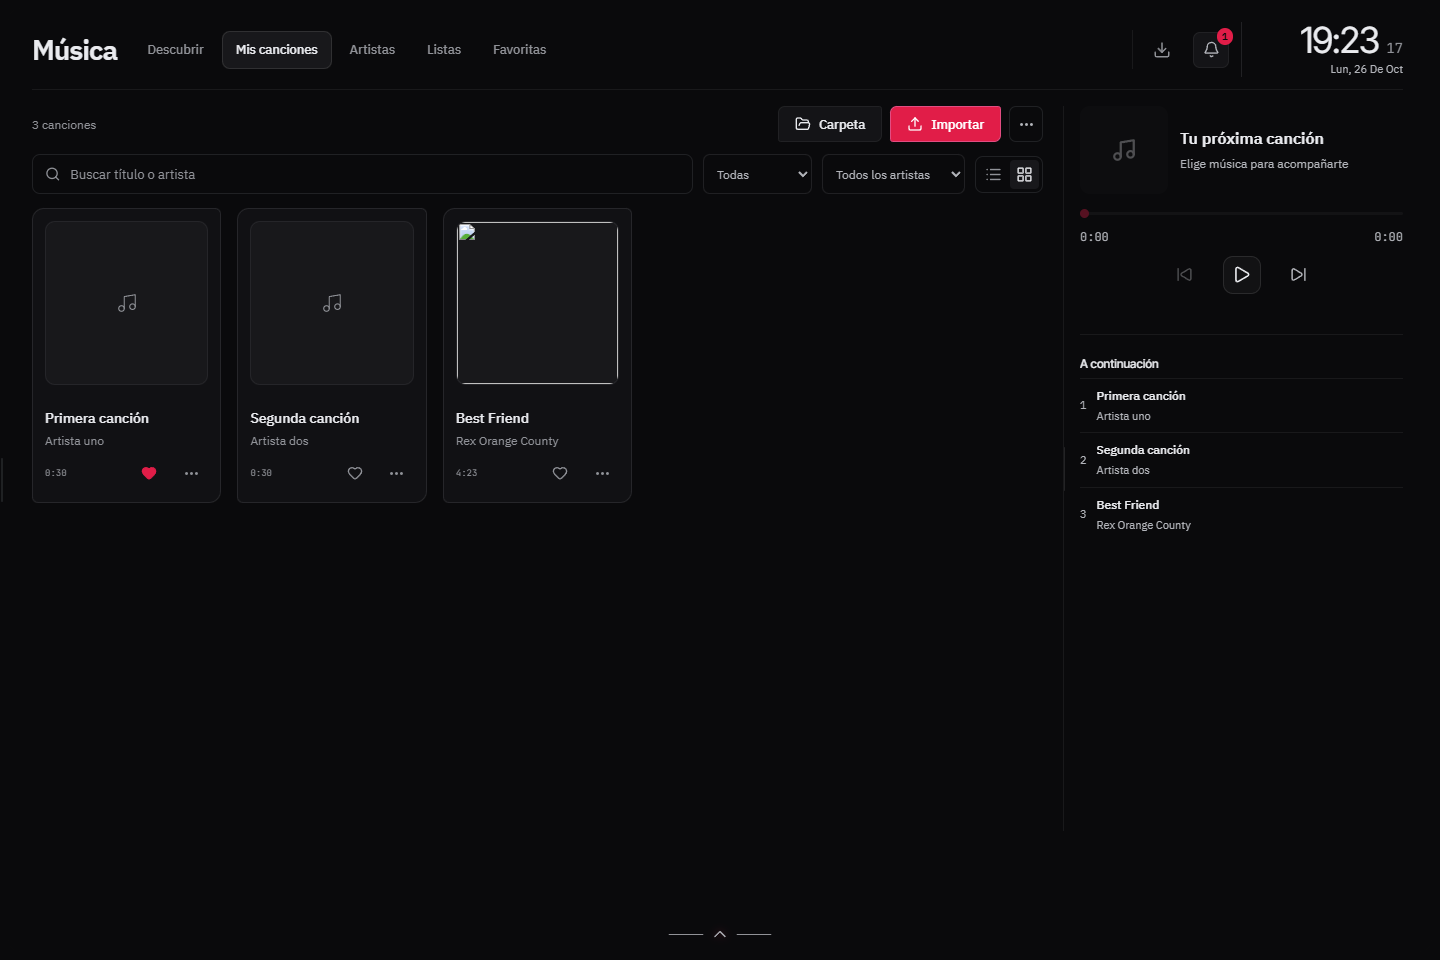 Música
Descubrir
Mis canciones
Artistas
Listas
Favoritas
1
19:23 17
Lun, 26 De Oct
3 canciones
Carpeta
Importar
Buscar título o artista
Todas
Todos los artistas
Primera canción
Artista uno
0:30
Segunda canción
Artista dos
0:30
Best Friend
Rex Orange County
4:23
Tu próxima canción
Elige música para acompañarte
0:00
0:00
A continuación
1
Primera canción
Artista uno
2
Segunda canción
Artista dos
3
Best Friend
Rex Orange County